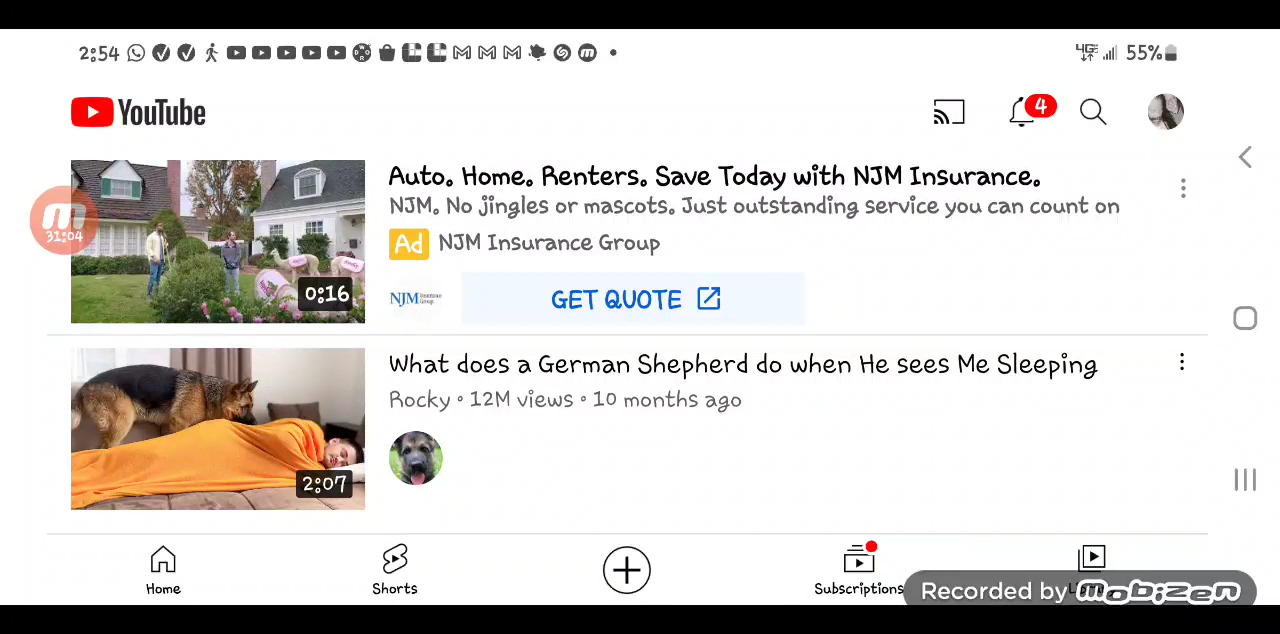 2:54
4GE
55%
YouTube
4
Auto. Home. Renters. Save Today with NJM Insurance.
NJM. No jingles or mascots. Just outstanding service you can count on
Ad NJM Insurance Group
31:04
0:16
NJM Insurance Group
GET QUOTE
What does a German Shepherd do when He sees Me Sleeping
Rocky • 12M views • 10 months ago
2:07
Home
Shorts
Subscriptions
Recorded by mobizen